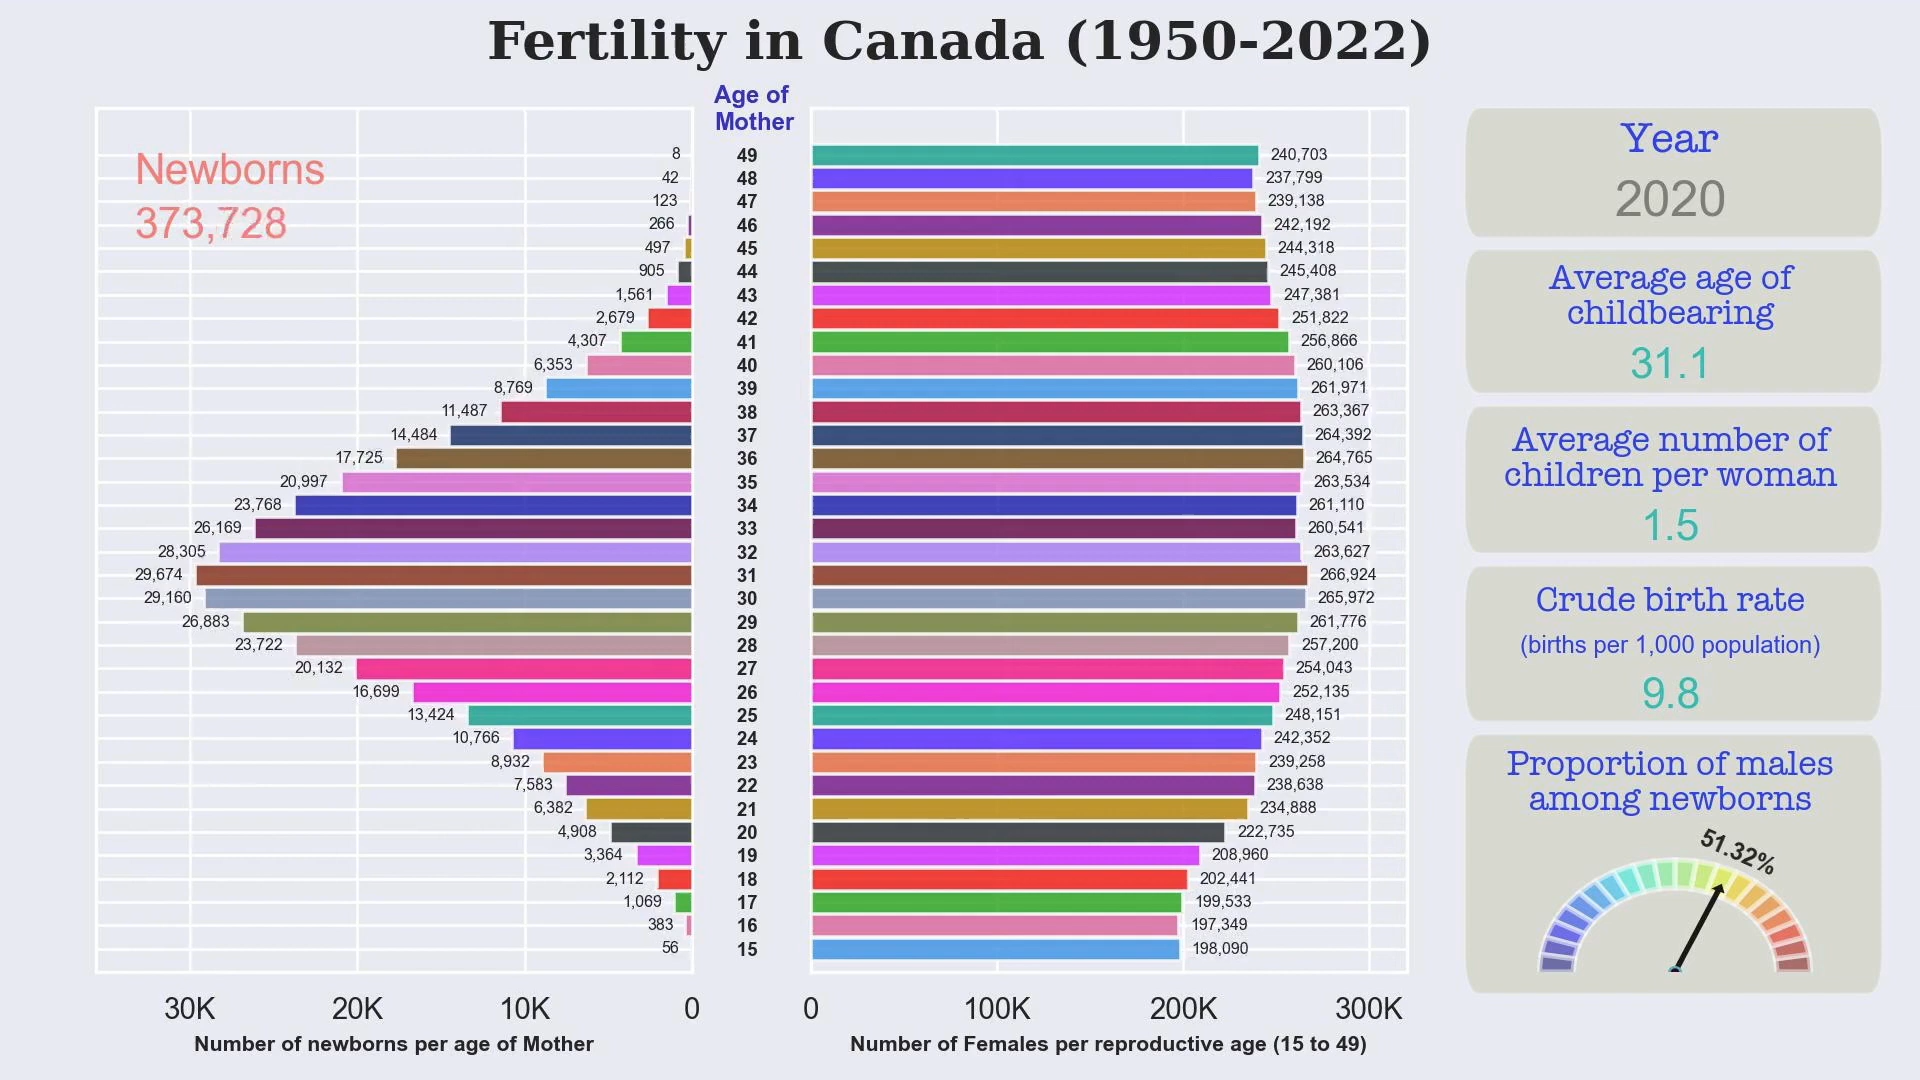 Fertility in Canada (1950-2022)
Age of
Mother
Newborns
373,728
8 49 240,703
42 48 237,799
123 47 239,138
266 46 242,192
497 45 244,318
905 44 245,408
1,561 43 247,381
2,679 42 251,822
4,307 41 256,866
6,353 40 260,106
8,769 39 261,971
11,487 38 263,367
14,484 37 264,392
17,725 36 264,765
20,997 35 263,534
23,768 34 261,110
26,169 33 260,541
28,305 32 263,627
29,674 31 266,924
29,160 30 265,972
26,883 29 261,776
23,722 28 257,200
20,132 27 254,043
16,699 26 252,135
13,424 25 248,151
10,766 24 242,352
8,932 23 239,258
7,583 22 238,638
6,382 21 234,888
4,908 20 222,735
3,364 19 208,960
2,112 18 202,441
1,069 17 199,533
383 16 197,349
56 15 198,090
30K 20K 10K 0
Number of newborns per age of Mother
0 100K 200K 300K
Number of Females per reproductive age (15 to 49)
Year
2020
Average age of
childbearing
31.1
Average number of
children per woman
1.5
Crude birth rate
(births per 1,000 population)
9.8
Proportion of males
among newborns
51.32%